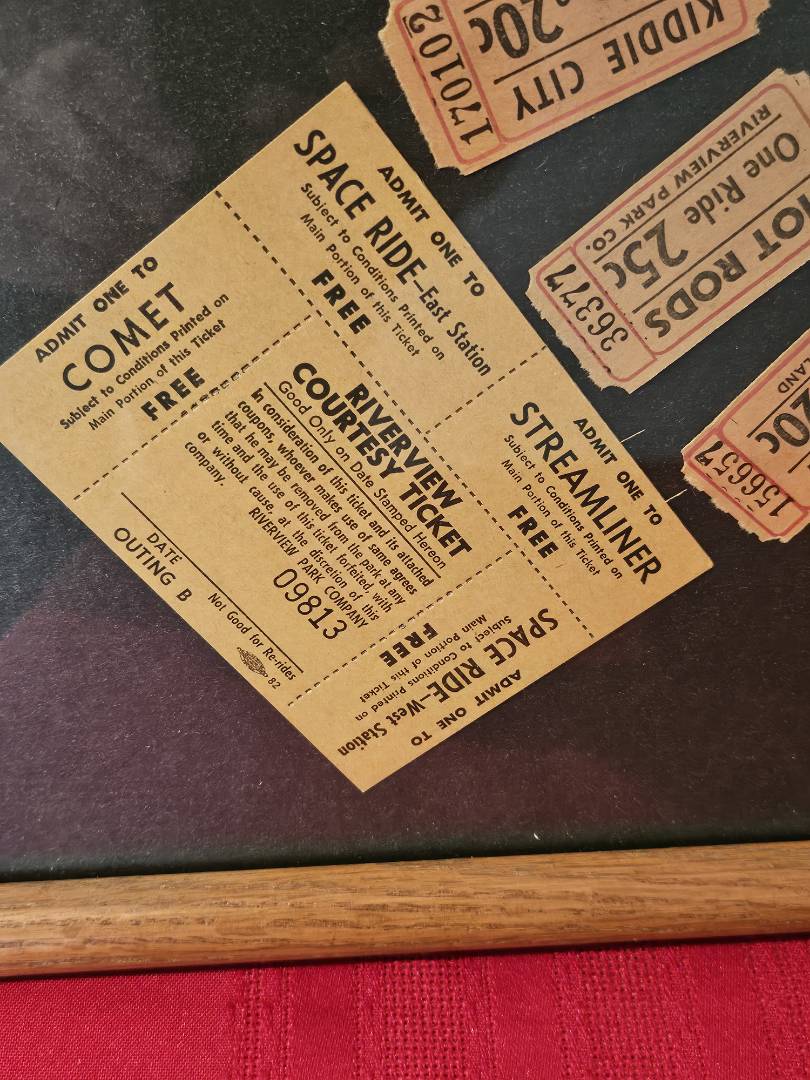 170102
20c
KIDDIE CITY
36377
RIVERVIEW PARK CO.
One Ride 25c
HOT RODS
156657
20c
ADMIT ONE TO
SPACE RIDE—East Station
Subject to Conditions Printed on
Main Portion of this Ticket
FREE
ADMIT ONE TO
COMET
Subject to Conditions Printed on
Main Portion of this Ticket
FREE
ADMIT ONE TO
STREAMLINER
Subject to Conditions Printed on
Main Portion of this Ticket
FREE
RIVERVIEW
COURTESY TICKET
Good Only on Date Stamped Hereon
In consideration of this ticket and its attached
coupons, whoever makes use of same agrees
that he may be removed from the park at any
time and the use of this ticket forfeited, with
or without cause, at the discretion of this
company.
RIVERVIEW PARK COMPANY
09813
DATE
Not Good for Re-rides
OUTING B
82
ADMIT ONE TO
SPACE RIDE—West Station
Subject to Conditions Printed on
Main Portion of this Ticket
FREE